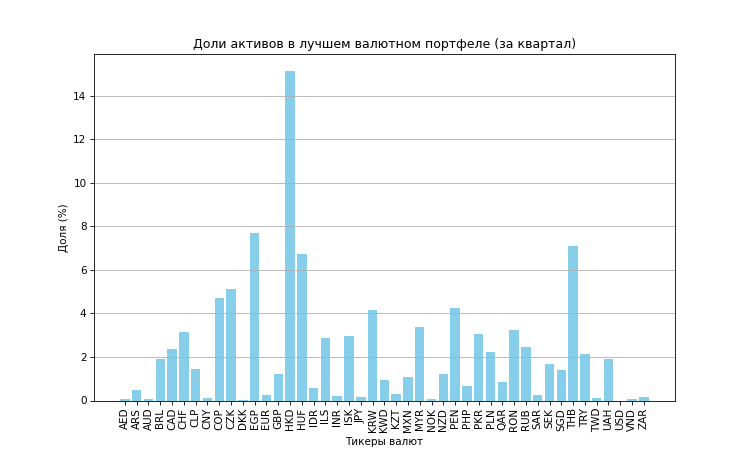 Доли активов в лучшем валютном портфеле (за квартал)
Доля (%)
14
12
10
8
6
4
2
0
AED ARS AUD BRL CAD CHF CLP CNY COP CZK DKK EGP EUR GBP HKD HUF IDR ILS INR ISK JPY KRW KWD KZT MXN MYR NOK NZD PEN PHP PKR PLN QAR RON RUB SAR SEK SGD THB TRY TWD UAH USD VND ZAR
Тикеры валют